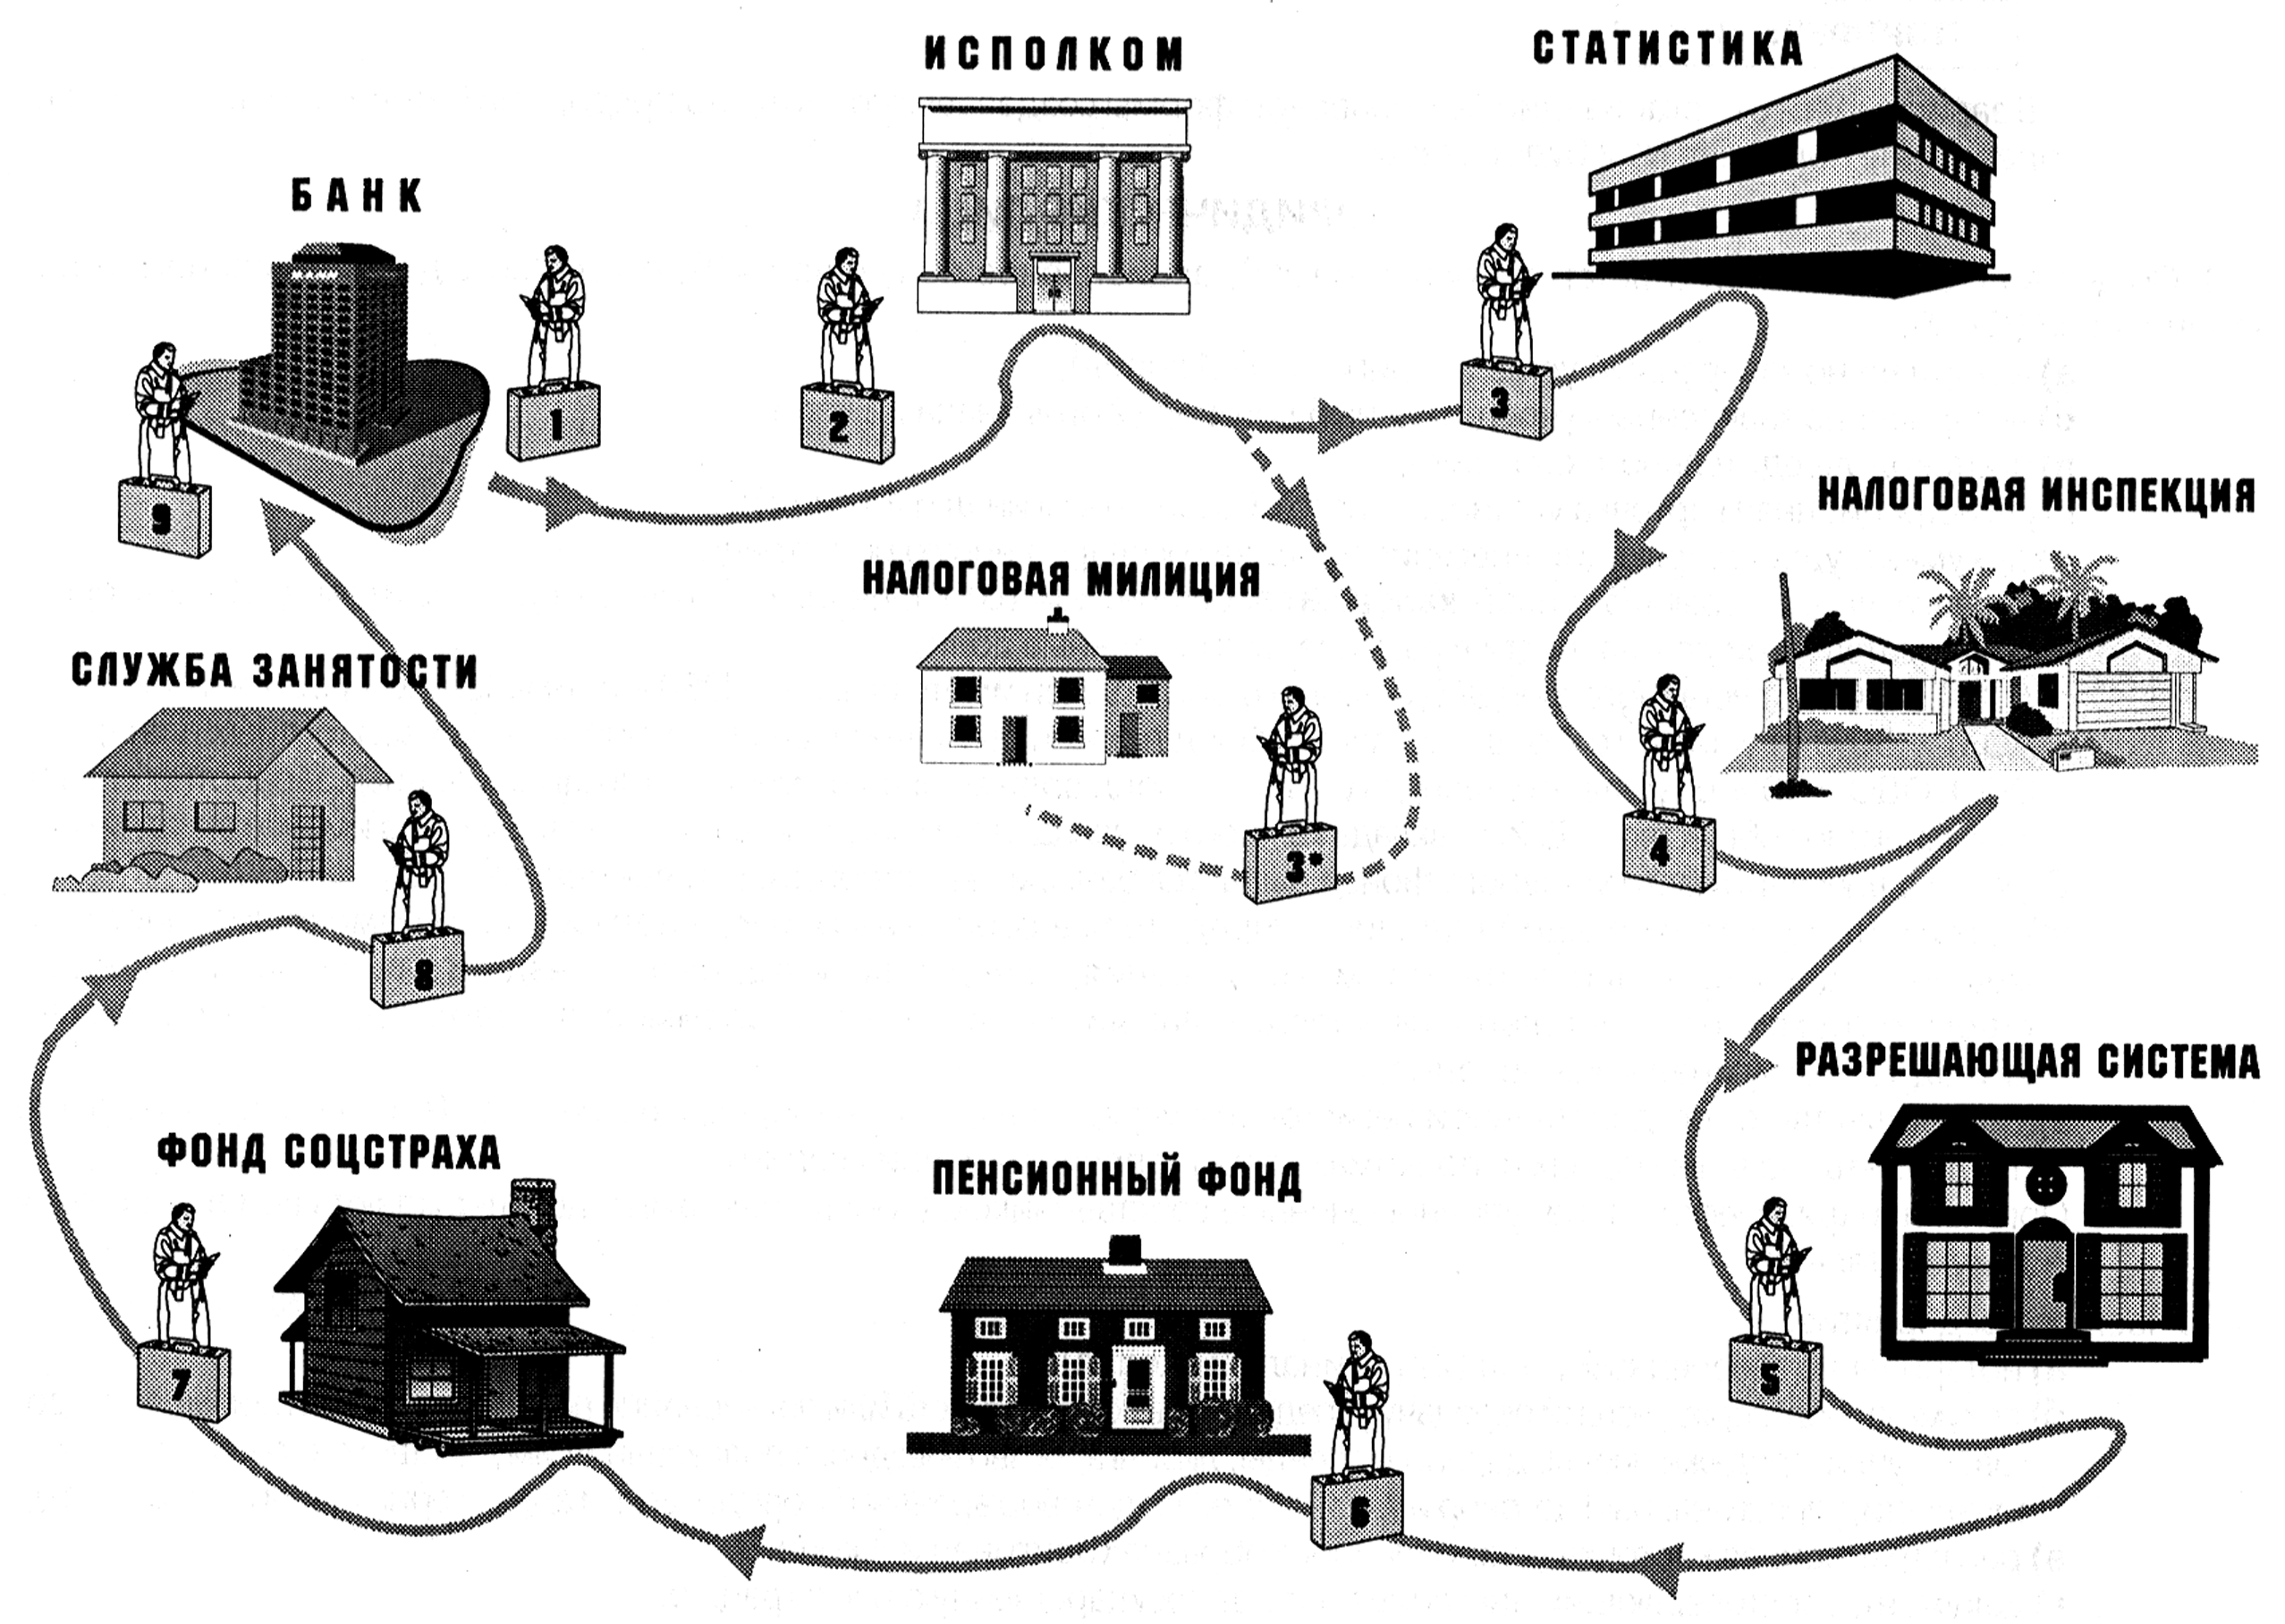 ИСПОЛКОМ
СТАТИСТИКА
БАНК
1
2
3
9
НАЛОГОВАЯ ИНСПЕКЦИЯ
НАЛОГОВАЯ МИЛИЦИЯ
СЛУЖБА ЗАНЯТОСТИ
3*
4
8
РАЗРЕШАЮЩАЯ СИСТЕМА
ФОНД СОЦСТРАХА
ПЕНСИОННЫЙ ФОНД
7
5
6